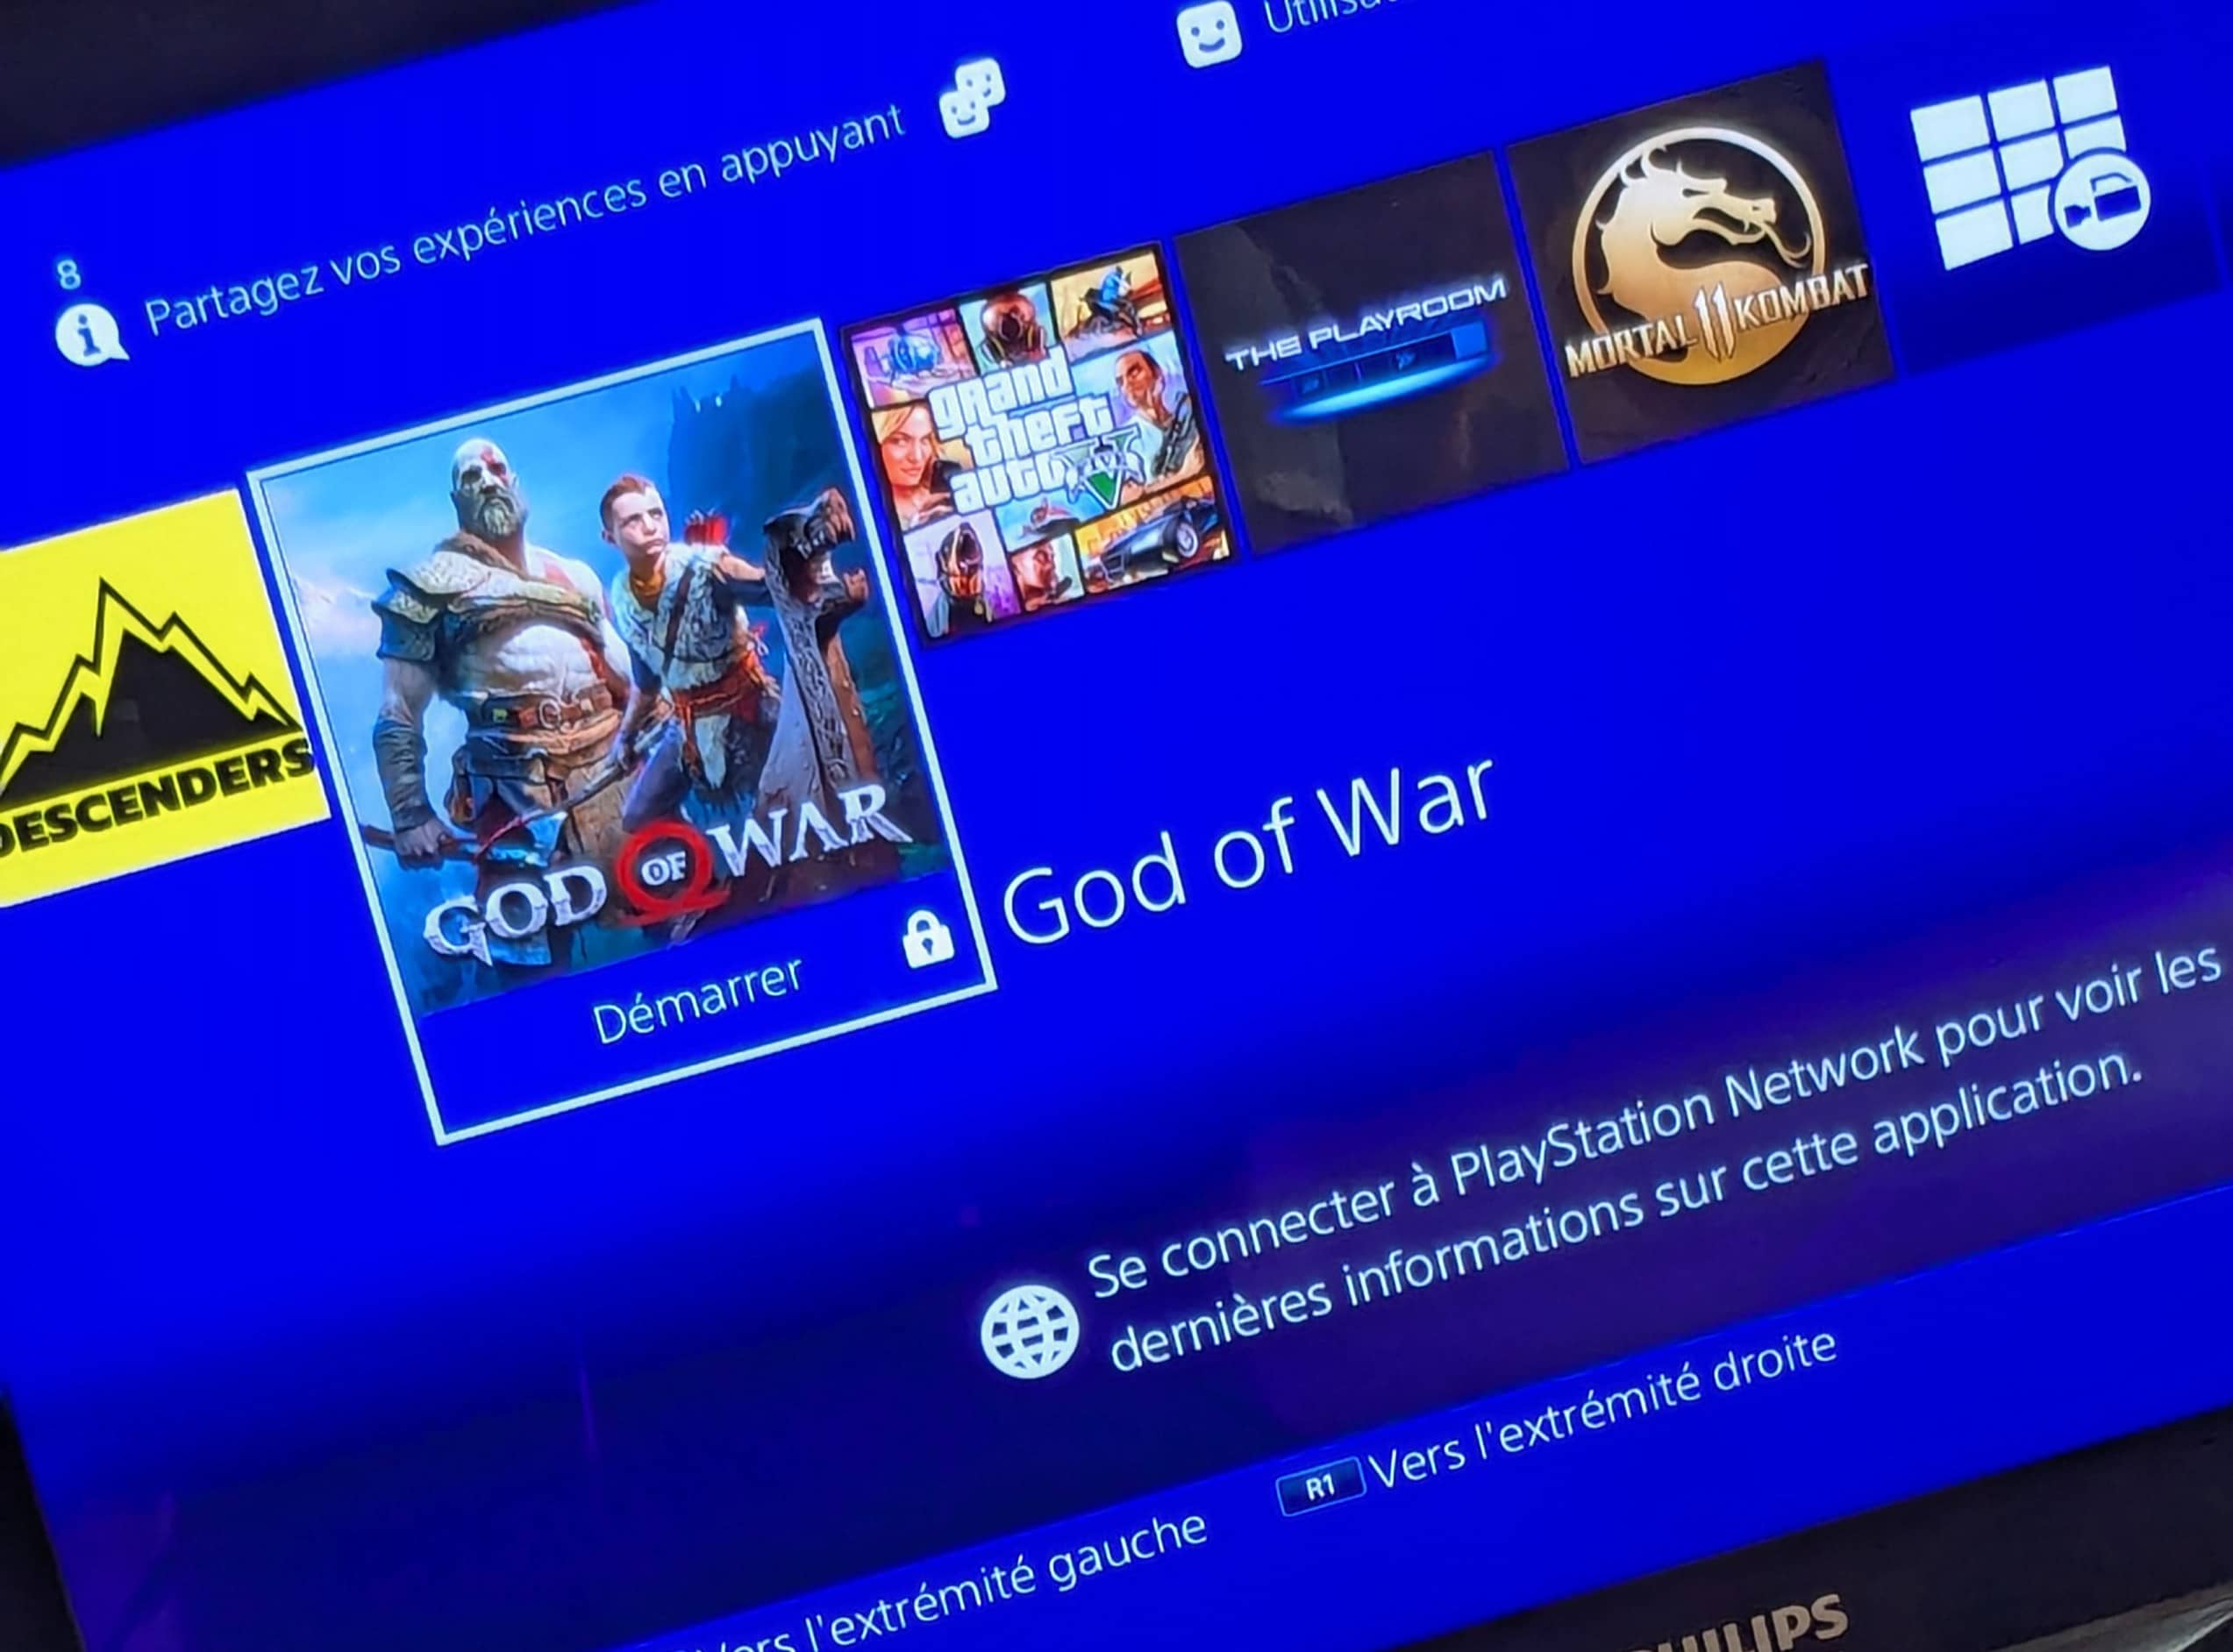 8
Partagez vos expériences en appuyant
DESCENDERS
GOD OF WAR
Démarrer
grand
theft
auto V
THE PLAYROOM
MORTAL 11 KOMBAT
God of War
Se connecter à PlayStation Network pour voir les
dernières informations sur cette application.
l'extrémité gauche
R1 Vers l'extrémité droite
PHILIPS